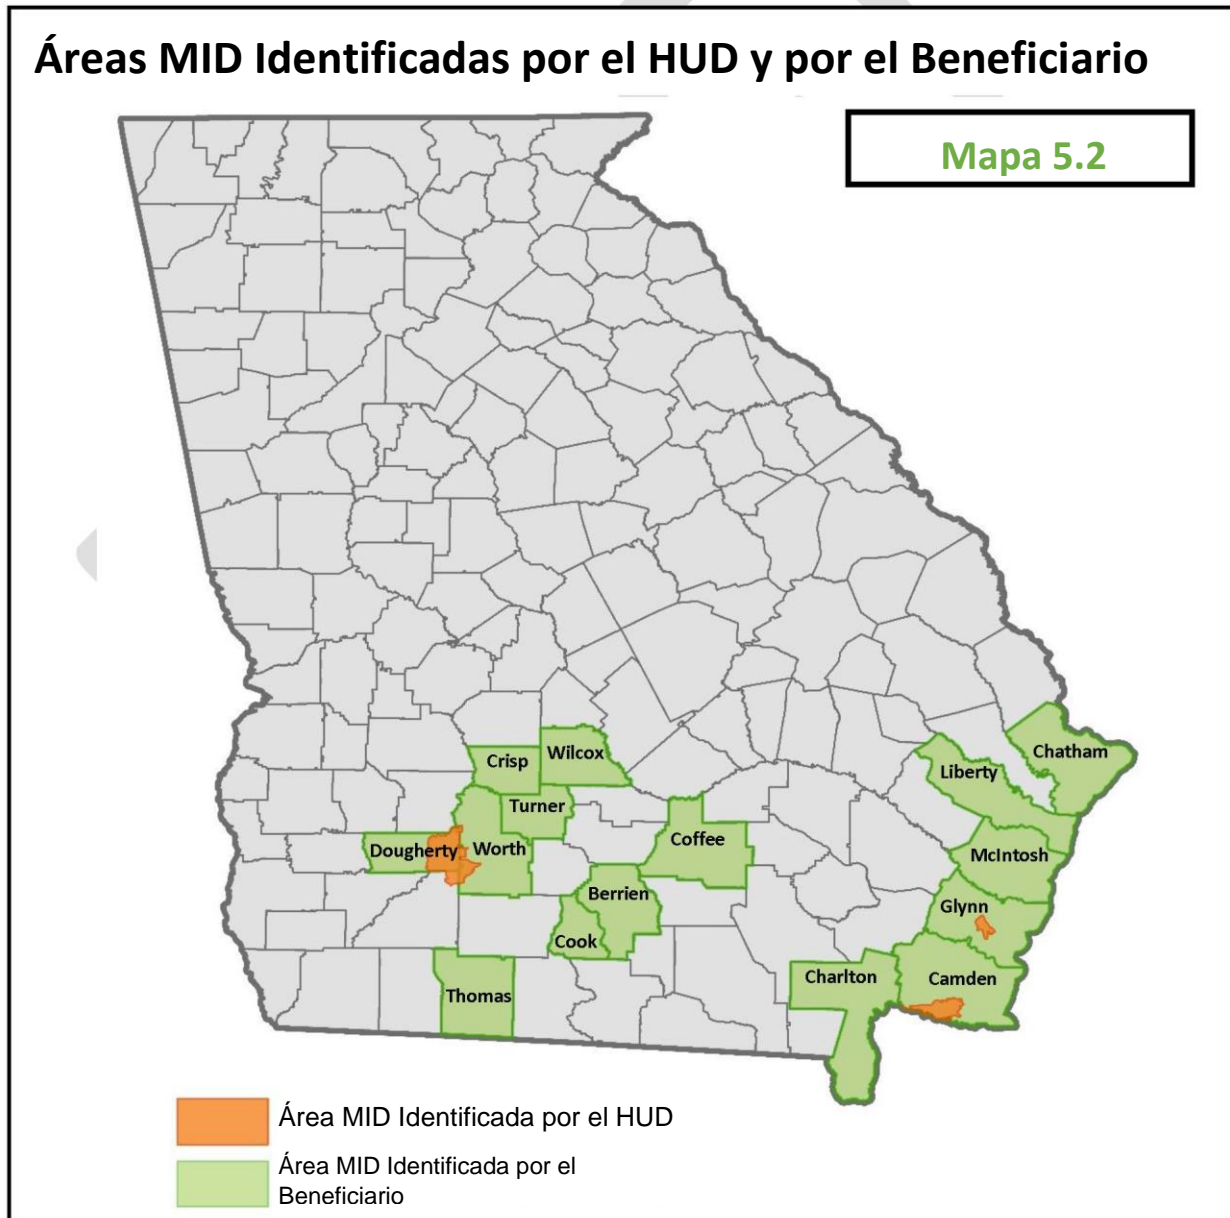 Áreas MID Identificadas por el HUD y por el Beneficiario
Mapa 5.2
Wilcox
Crisp
Chatham
Liberty
Turner
Coffee
Dougherty
Worth
McIntosh
Berrien
Glynn
Cook
Charlton
Camden
Thomas
Área MID Identificada por el HUD
Área MID Identificada por el
Beneficiario